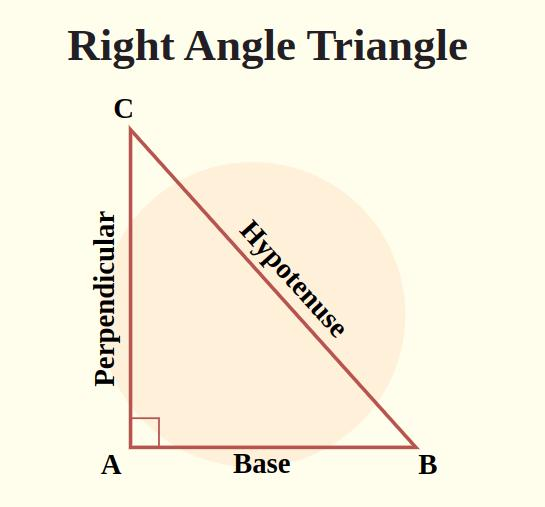 Right Angle Triangle
C
Perpendicular
Hypotenuse
A
Base
B